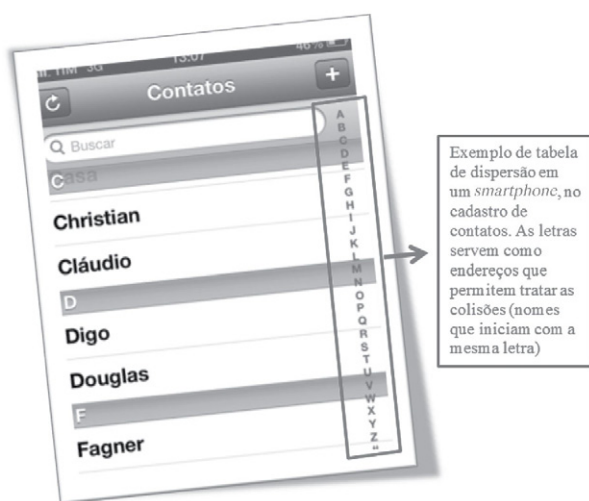 TIM 3G 13:07 46%
Contatos
+
Buscar
Casa
C
Christian
Cláudio
D
Digo
Douglas
F
Fagner
A
B
C
D
E
F
G
H
I
J
K
L
M
N
O
P
Q
R
S
T
U
V
W
X
Y
Z
Exemplo de tabela
de dispersão em
um smartphone, no
cadastro de
contatos. As letras
servem como
endereços que
permitem tratar as
colisões (nomes
que iniciam com a
mesma letra)